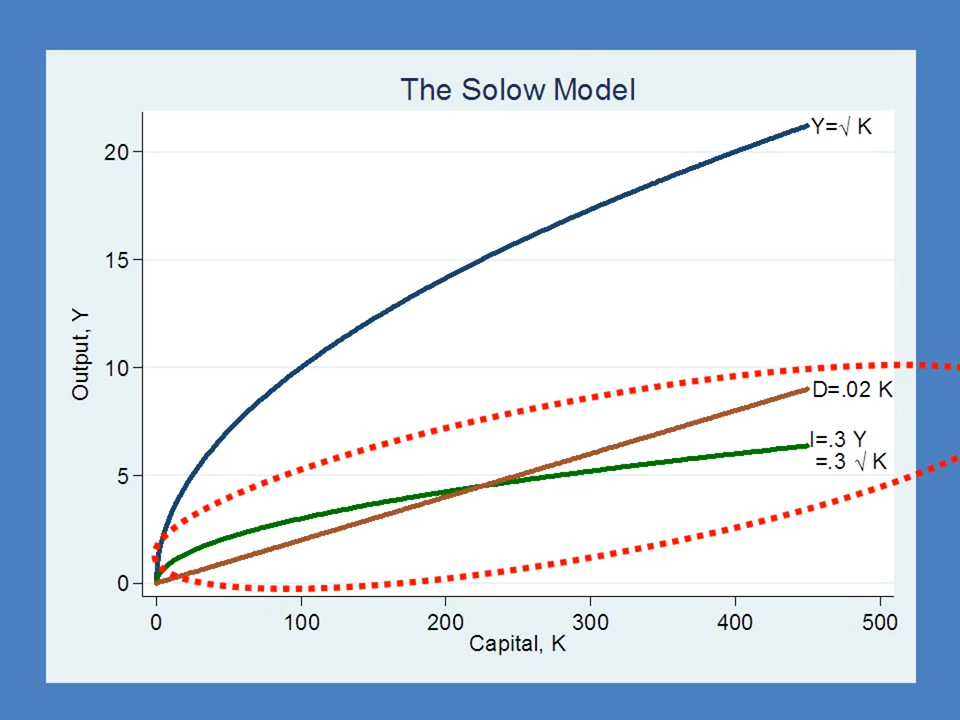 The Solow Model
Y=√ K
20
15
10
5
0
Output, Y
D=.02 K
I=.3 Y
=.3 √ K
0 100 200 300 400 500
Capital, K